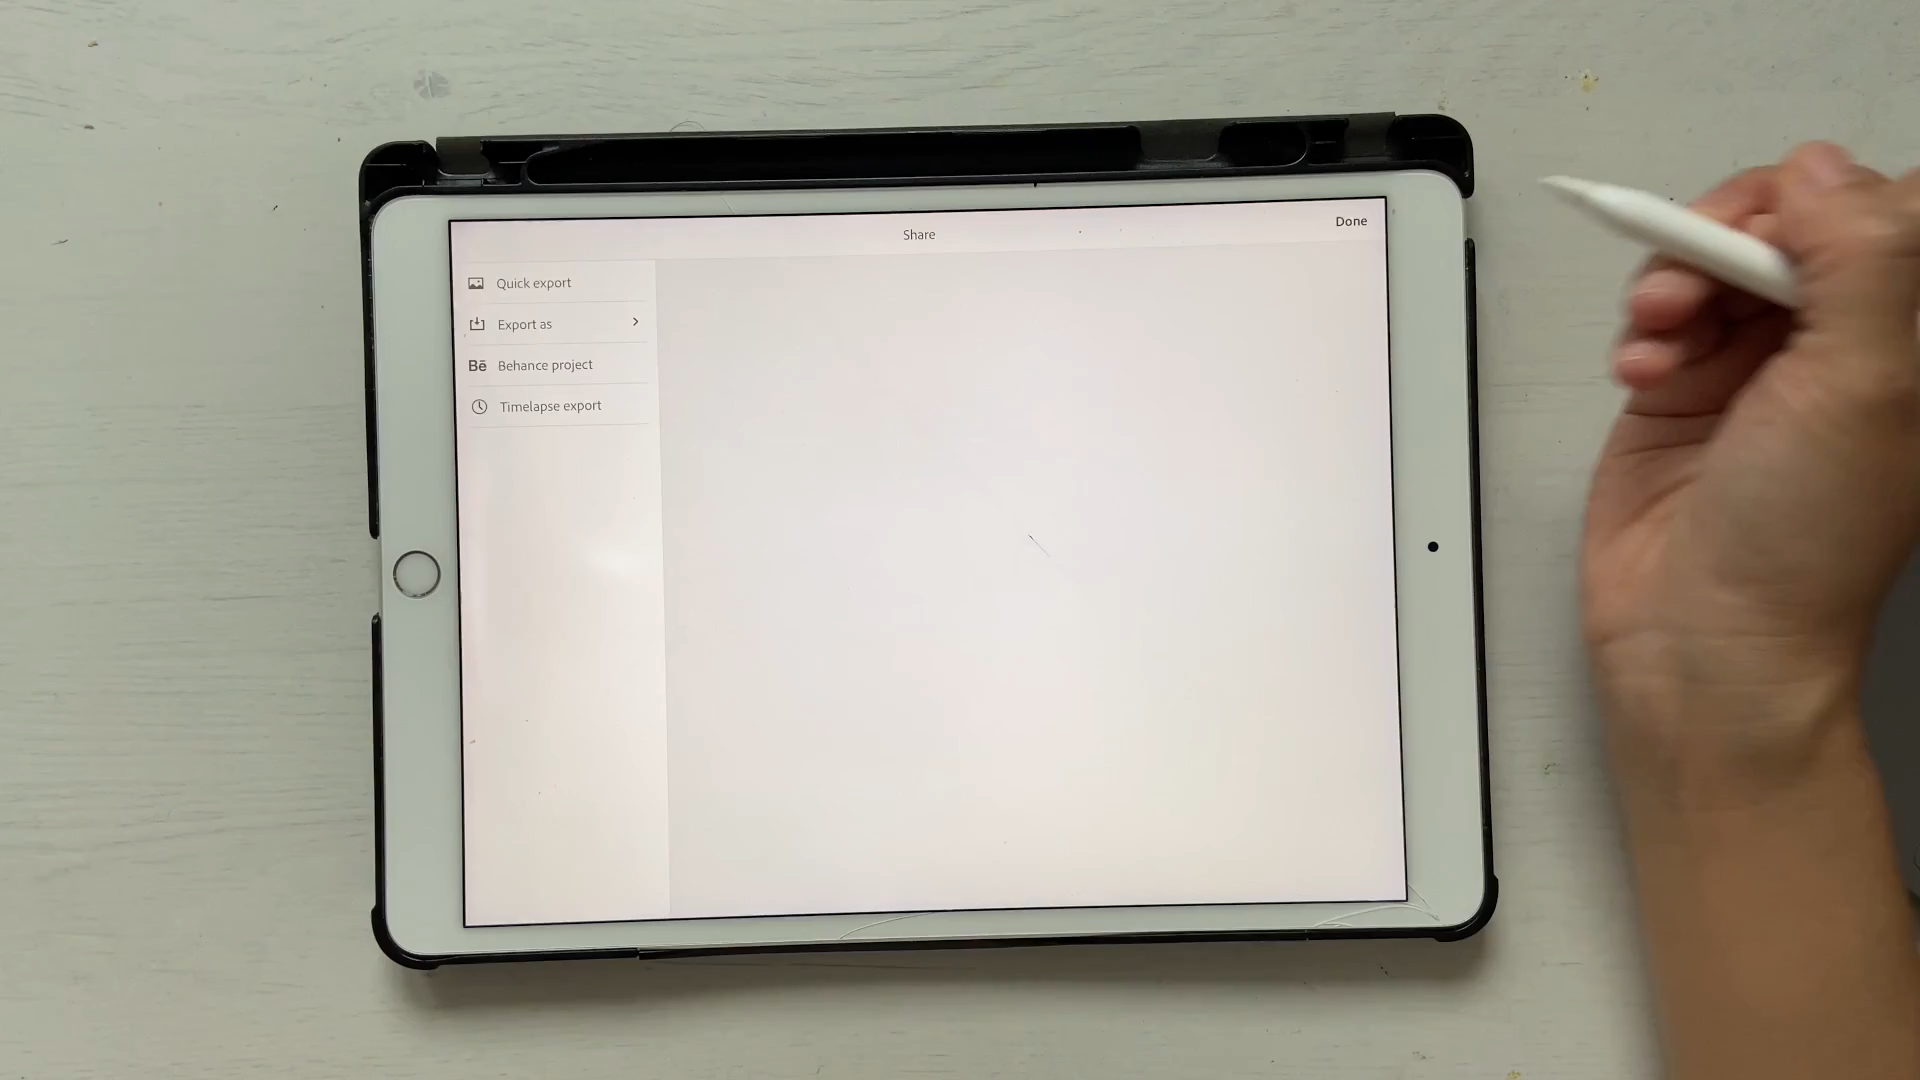 Share
Done
Quick export
Export as
Bē Behance project
Timelapse export